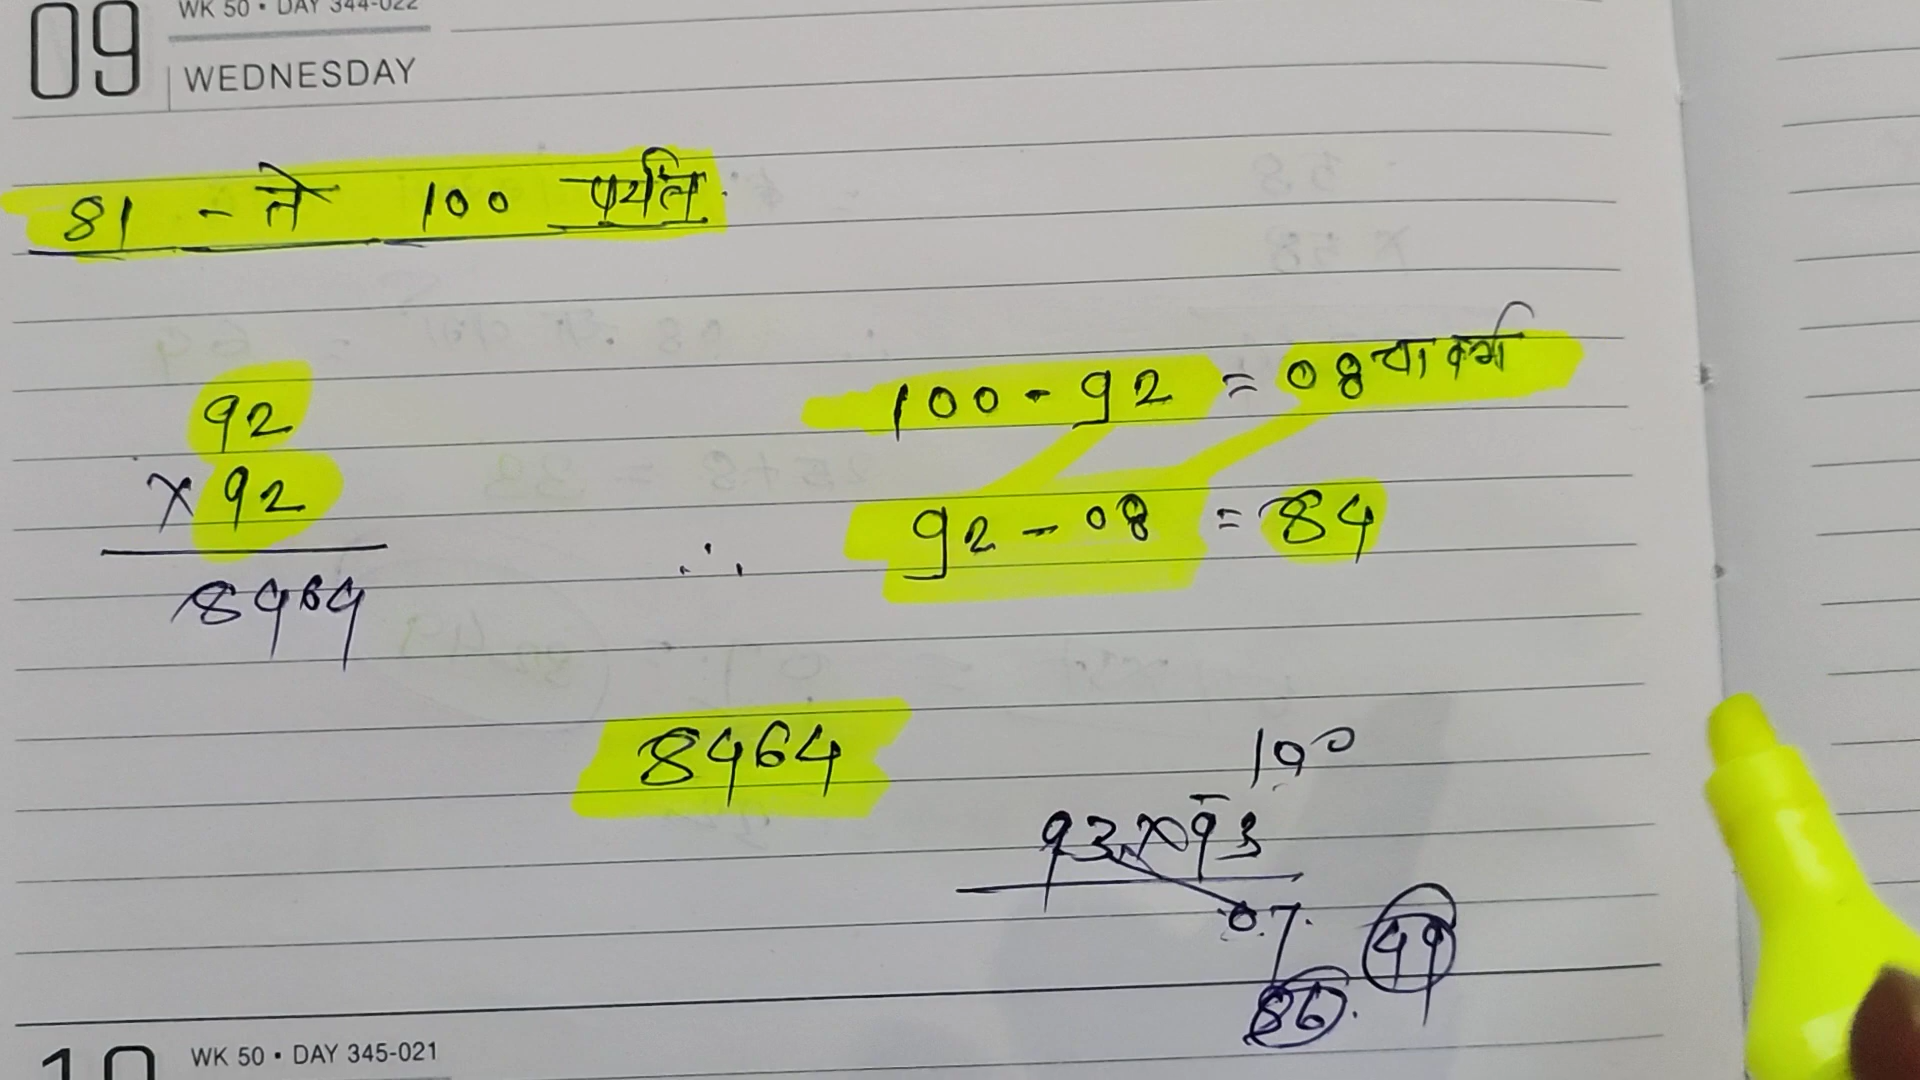 09
WK 50 • DAY 344-022
WEDNESDAY
81 - ते 100 पर्यंत.
92
× 92
8464
100 - 92 = 08 चा वर्ग
∴ 92 - 08 = 84
8464
100
-
93 × 93
07.
49
86.
10
WK 50 • DAY 345-021